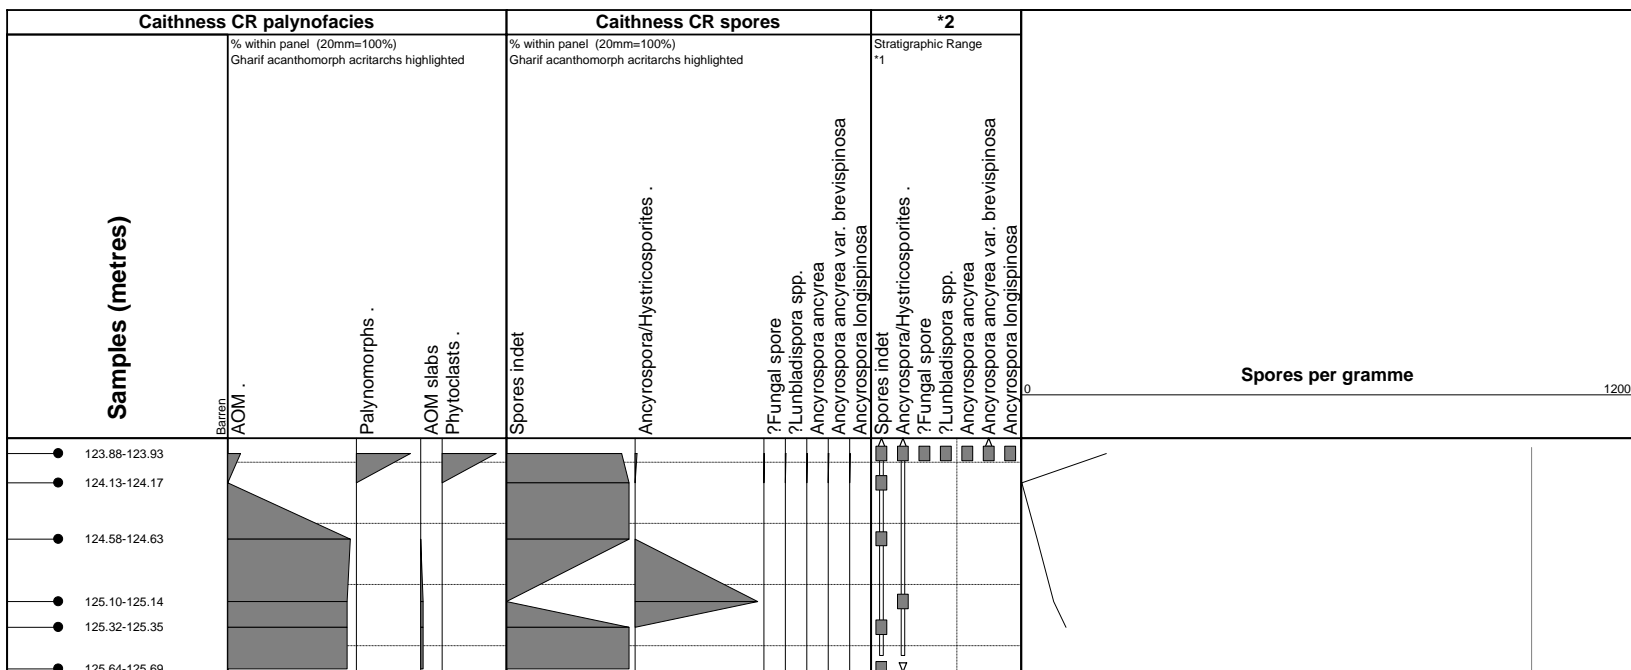 Caithness CR palynofacies
Caithness CR spores
*2
% within panel  (20mm=100%)
Gharif acanthomorph acritarchs highlighted
% within panel  (20mm=100%)
Gharif acanthomorph acritarchs highlighted
Stratigraphic Range
*1
Samples (metres)
Barren
AOM .
Palynomorphs .
AOM slabs
Phytoclasts .
Spores indet
Ancyrospora/Hystricosporites .
?Fungal spore
?Lunbladispora spp.
Ancyrospora ancyrea
Ancyrospora ancyrea var. brevispinosa
Ancyrospora longispinosa
Spores indet
Ancyrospora/Hystricosporites .
?Fungal spore
?Lunbladispora spp.
Ancyrospora ancyrea
Ancyrospora ancyrea var. brevispinosa
Ancyrospora longispinosa
Spores per gramme
0
1200
123.88-123.93
124.13-124.17
124.58-124.63
125.10-125.14
125.32-125.35
125.64-125.69